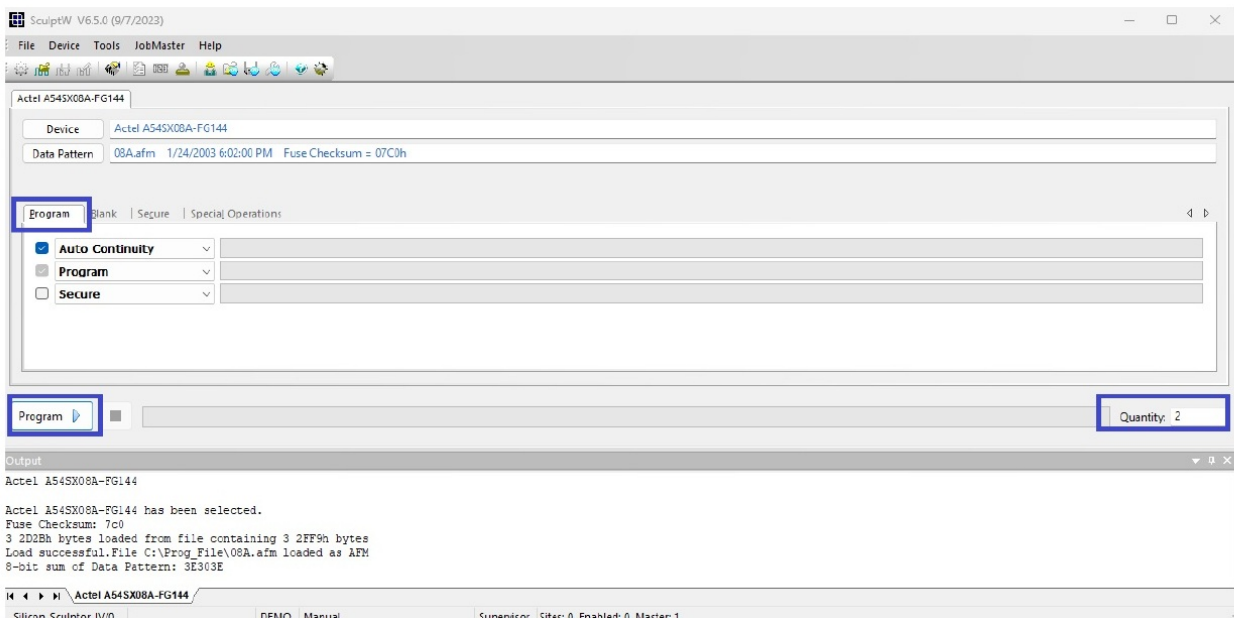 SculptW V6.5.0 (9/7/2023)
File Device Tools JobMaster Help
Actel A54SX08A-FG144
Device Actel A54SX08A-FG144
Data Pattern 08A.afm 1/24/2003 6:02:00 PM Fuse Checksum = 07C0h
Program Blank Secure Special Operations
Auto Continuity
Program
Secure
Program Quantity: 2
Output
Actel A54SX08A-FG144
Actel A54SX08A-FG144 has been selected.
Fuse Checksum: 7c0
3 2D2Bh bytes loaded from file containing 3 2FF9h bytes
Load successful.File C:\Prog_File\08A.afm loaded as AFM
8-bit sum of Data Pattern: 3E303E
Actel A54SX08A-FG144
Silicon Sculptor IV/0 DEMO Manual Supervisor Sites: 0 Enabled: 0 Master: 1